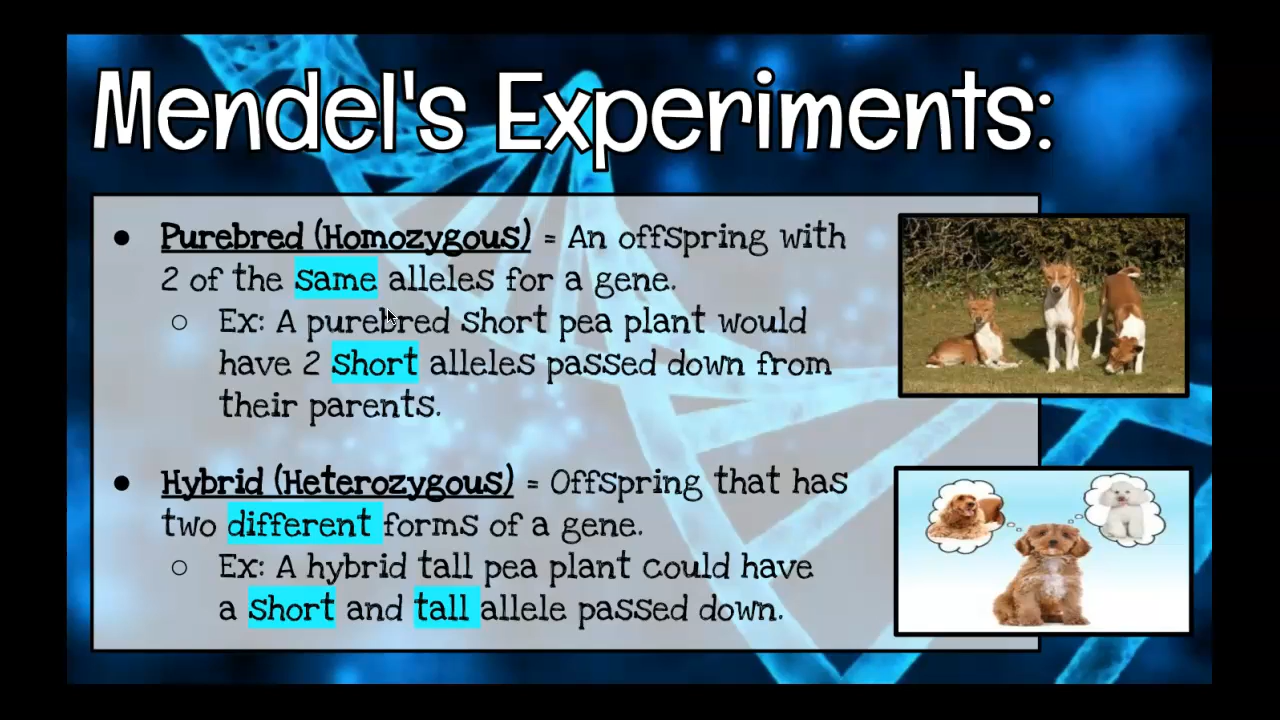 Mendel's Experiments:
● Purebred (Homozygous) = An offspring with
2 of the same alleles for a gene.
○ Ex: A purebred short pea plant would
have 2 short alleles passed down from
their parents.
● Hybrid (Heterozygous) = Offspring that has
two different forms of a gene.
○ Ex: A hybrid tall pea plant could have
a short and tall allele passed down.